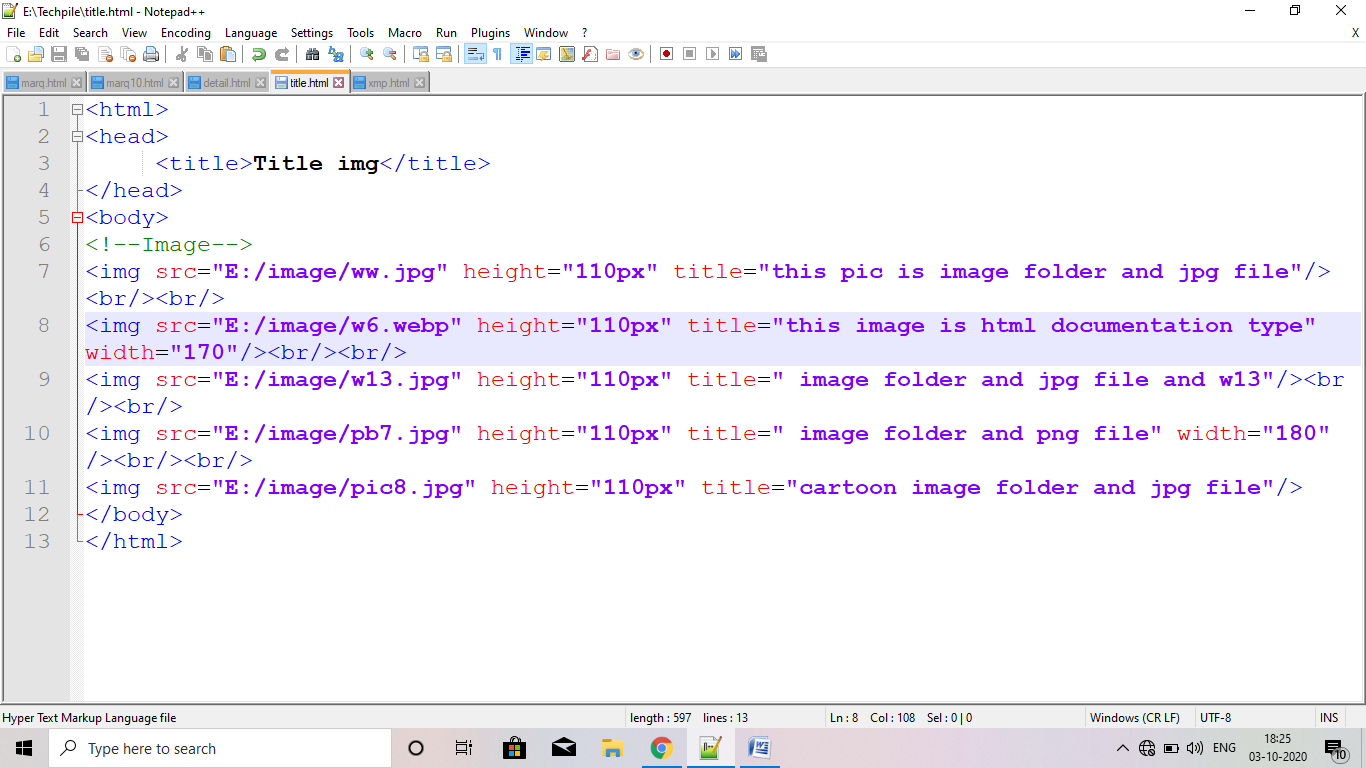 E:\Techpile\title.html - Notepad++
File Edit Search View Encoding Language Settings Tools Macro Run Plugins Window ? X
marq.html marq10.html detail.html title.html xmp.html
1 <html>
2 <head>
3 <title>Title img</title>
4 </head>
5 <body>
6 <!--Image-->
7 <img src="E:/image/ww.jpg" height="110px" title="this pic is image folder and jpg file"/>
<br/><br/>
8 <img src="E:/image/w6.webp" height="110px" title="this image is html documentation type"
width="170"/><br/><br/>
9 <img src="E:/image/w13.jpg" height="110px" title=" image folder and jpg file and w13"/><br
/><br/>
10 <img src="E:/image/pb7.jpg" height="110px" title=" image folder and png file" width="180"
/><br/><br/>
11 <img src="E:/image/pic8.jpg" height="110px" title="cartoon image folder and jpg file"/>
12 </body>
13 </html>
Hyper Text Markup Language file length : 597 lines : 13 Ln : 8 Col : 108 Sel : 0 | 0 Windows (CR LF) UTF-8 INS
Type here to search ENG 18:25
03-10-2020 10